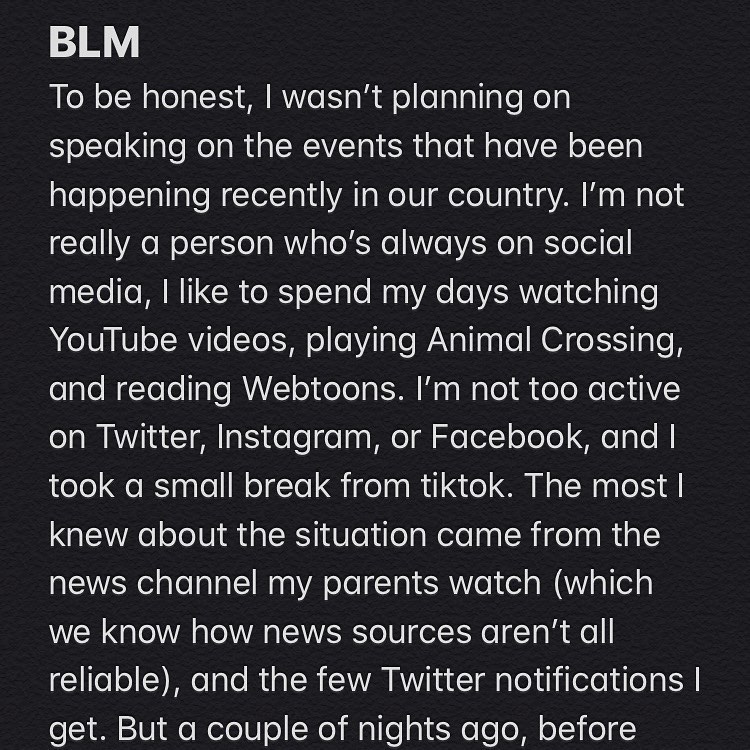 BLM
To be honest, I wasn’t planning on
speaking on the events that have been
happening recently in our country. I’m not
really a person who’s always on social
media, I like to spend my days watching
YouTube videos, playing Animal Crossing,
and reading Webtoons. I’m not too active
on Twitter, Instagram, or Facebook, and I
took a small break from tiktok. The most I
knew about the situation came from the
news channel my parents watch (which
we know how news sources aren’t all
reliable), and the few Twitter notifications I
get. But a couple of nights ago, before